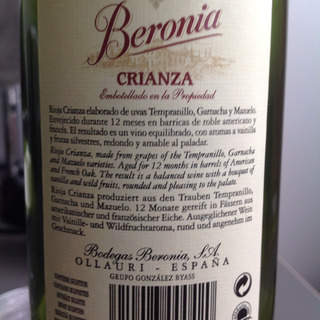 Beronia
CRIANZA
Embotellado en la Propiedad
Rioja Crianza elaborado de uvas Tempranillo, Garnacha y Mazuelo.
Envejecido durante 12 meses en barricas de roble americano y
francés. El resultado es un vino equilibrado, con aromas a vainilla
y frutas silvestres, redondo y amable al paladar.
Rioja Crianza, made from grapes of the Tempranillo, Garnacha
and Mazuelo varieties. Aged for 12 months in barrels of American
and French Oak. The result is a balanced wine with a bouquet of
vanilla and wild fruits, rounded and pleasing to the palate.
Rioja Crianza produziert aus den Trauben Tempranillo,
Garnacha und Mazuelo. 12 Monate gereift in Fässern aus
amerikanischer und französischer Eiche. Ausgeglichener Wein
mit Vainille- und Wildfruchtaroma, rund und angenehm im
Geschmack.
Bodegas Beronia, S.A.
OLLAURI - ESPAÑA
GRUPO GONZÁLEZ BYASS
CONTIENE SULFITOS